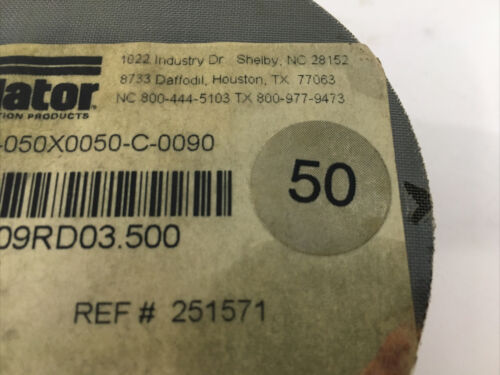 1022 Industry Dr. Shelby, NC 28152
8733 Daffodil, Houston, TX 77063
NC 800-444-5103 TX 800-977-9473
lator
TION PRODUCTS
-050X0050-C-0090
50
09RD03.500
REF # 251571